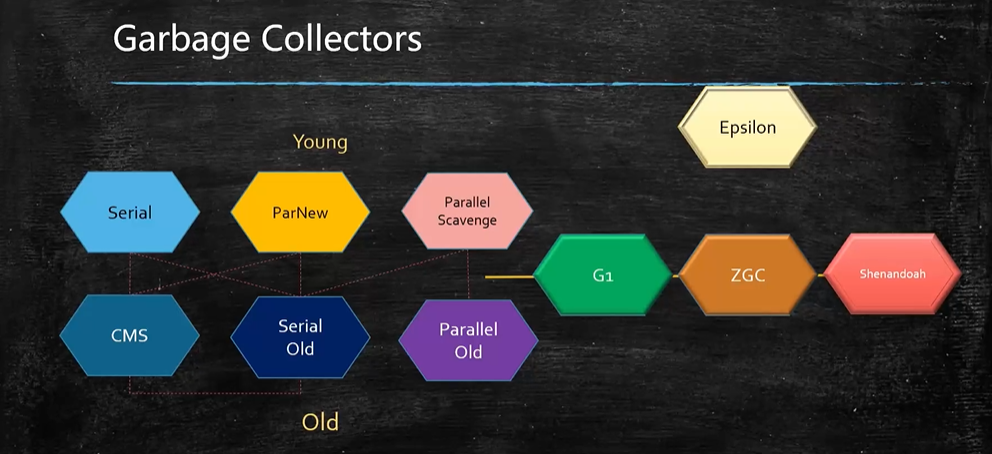 Garbage Collectors
Epsilon
Young
Serial
ParNew
Parallel
Scavenge
G1
ZGC
Shenandoah
CMS
Serial
Old
Parallel
Old
Old